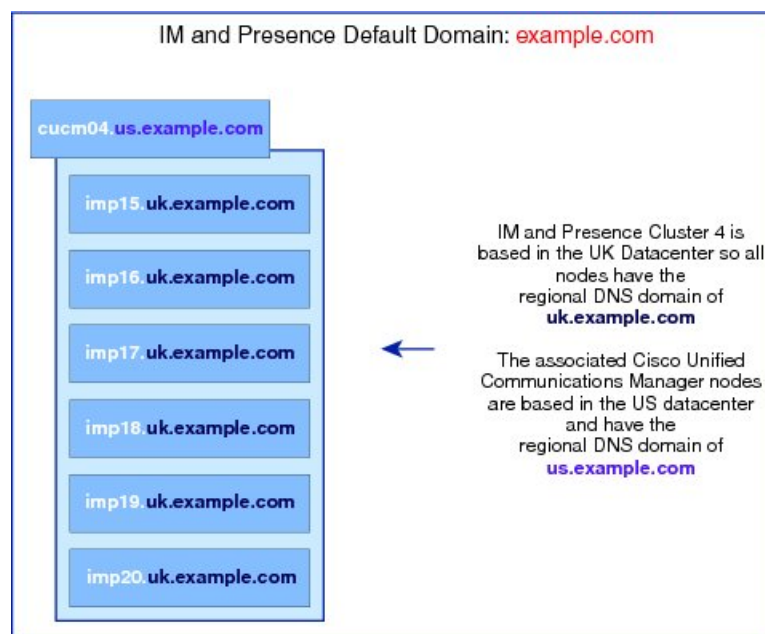 IM and Presence Default Domain: example.com
cucm04.us.example.com
imp15.uk.example.com
imp16.uk.example.com
imp17.uk.example.com
imp18.uk.example.com
imp19.uk.example.com
imp20.uk.example.com
IM and Presence Cluster 4 is
based in the UK Datacenter so all
nodes have the
regional DNS domain of
uk.example.com
The associated Cisco Unified
Communications Manager nodes
are based in the US datacenter
and have the
regional DNS domain of
us.example.com